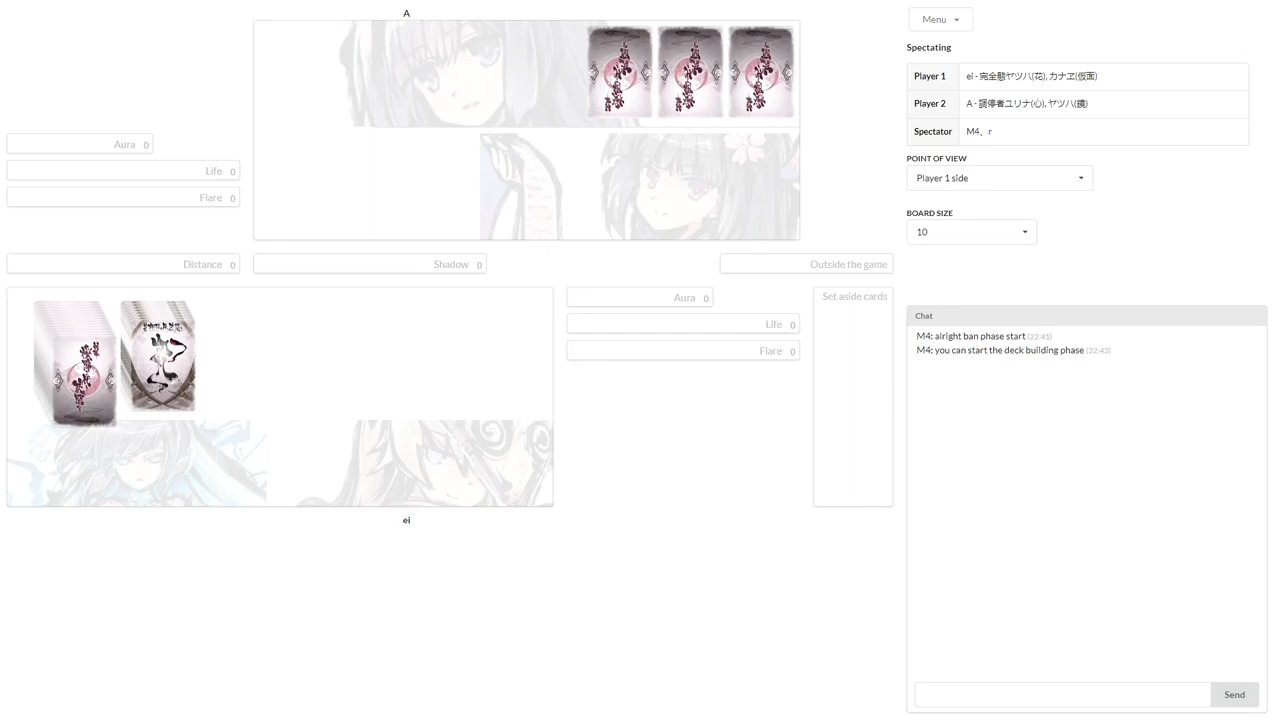 A
Aura 0
Life 0
Flare 0
Distance 0
Shadow 0
Outside the game
Aura 0
Life 0
Flare 0
Set aside cards
ei
Menu
Spectating
Player 1 ei - 完全態ヤツハ(花), カナヱ(仮面)
Player 2 A - 調停者ユリナ(心), ヤツハ(鏡)
Spectator M4、r
POINT OF VIEW
Player 1 side
BOARD SIZE
10
Chat
M4: alright ban phase start (22:41)
M4: you can start the deck building phase (22:43)
Send